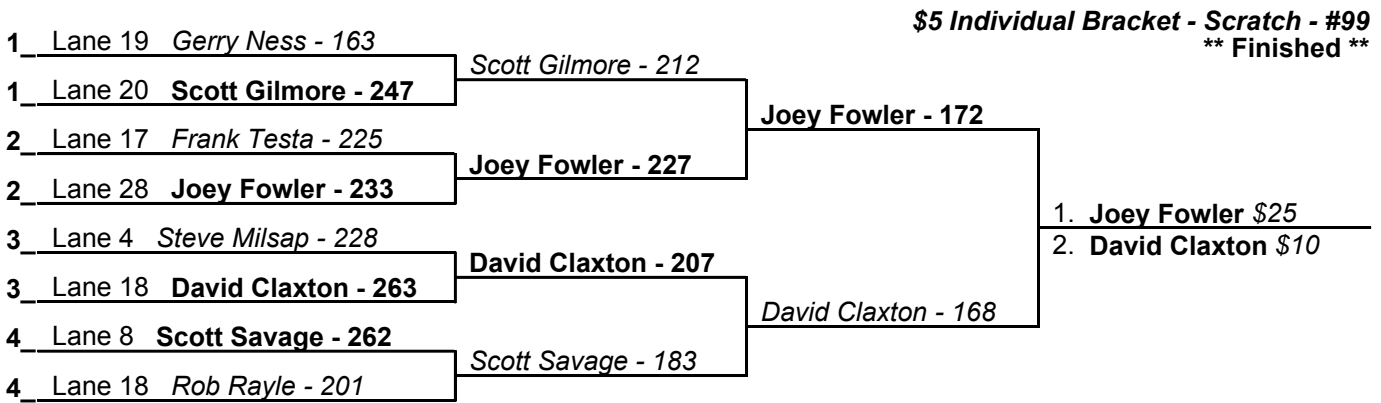 $5 Individual Bracket - Scratch - #99
** Finished **
1_ Lane 19 Gerry Ness - 163
1_ Lane 20 Scott Gilmore - 247
2_ Lane 17 Frank Testa - 225
2_ Lane 28 Joey Fowler - 233
3_ Lane 4 Steve Milsap - 228
3_ Lane 18 David Claxton - 263
4_ Lane 8 Scott Savage - 262
4_ Lane 18 Rob Rayle - 201
Scott Gilmore - 212
Joey Fowler - 227
David Claxton - 207
Scott Savage - 183
Joey Fowler - 172
David Claxton - 168
1. Joey Fowler $25
2. David Claxton $10